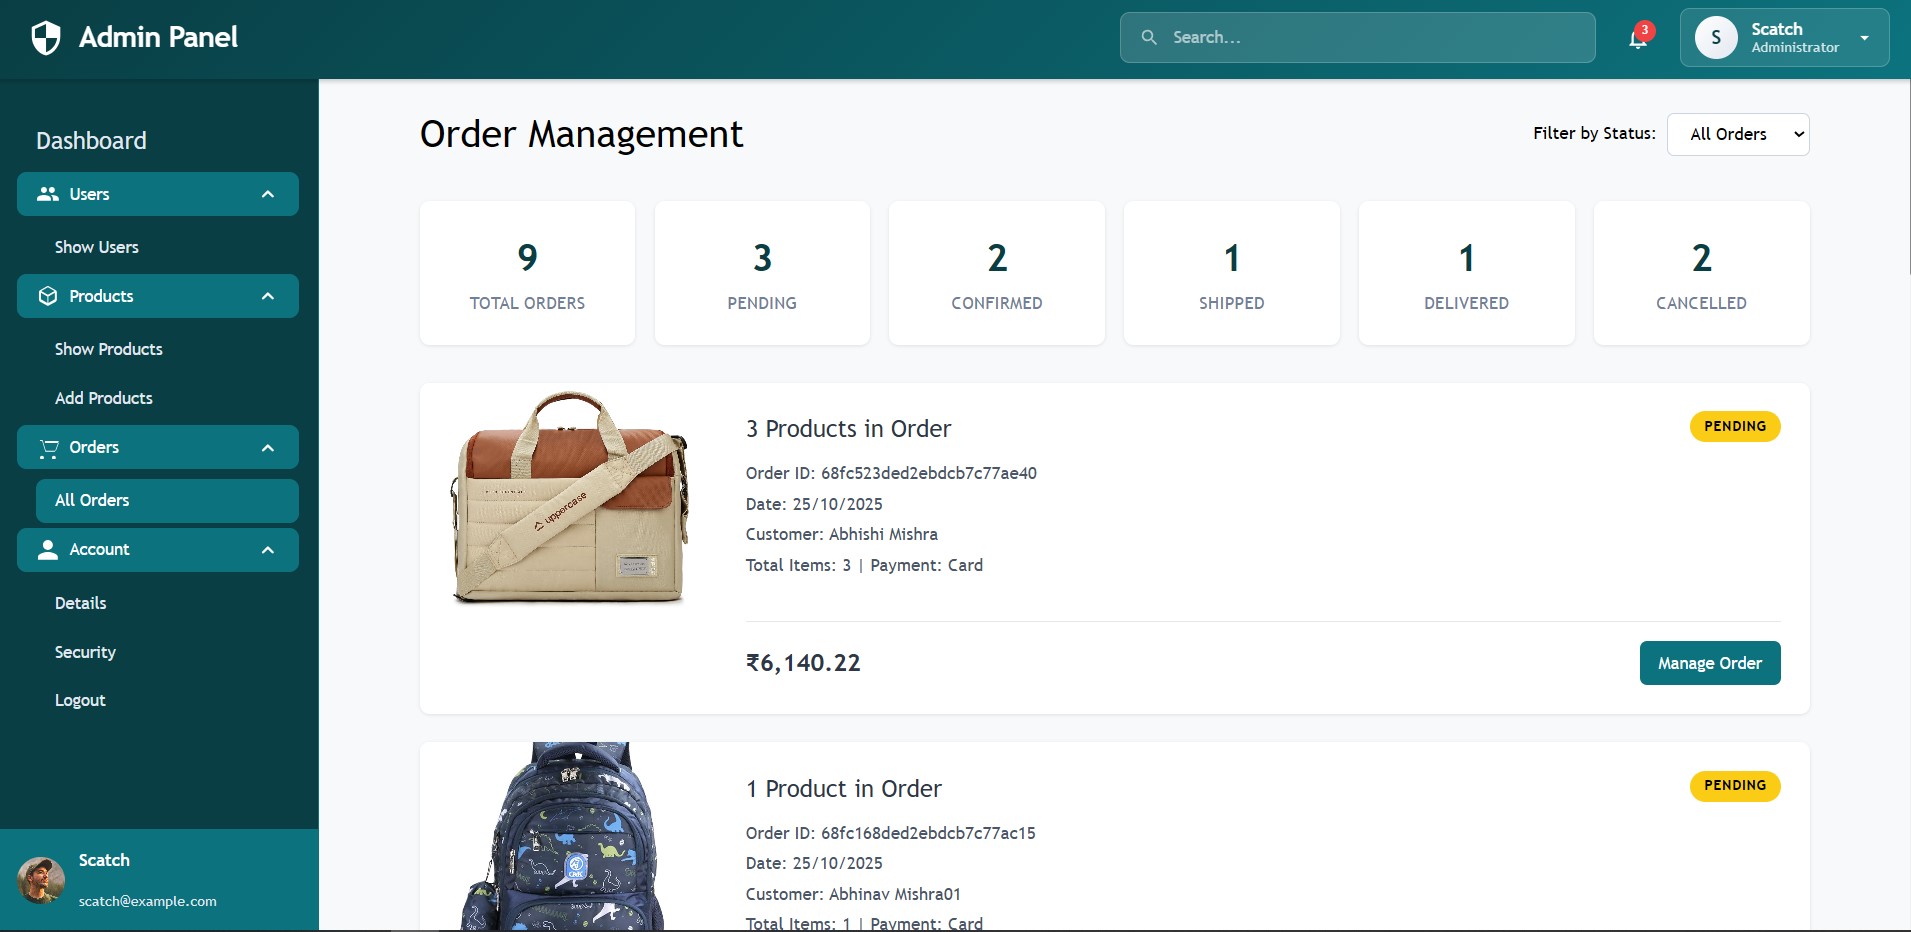 Admin Panel
Search...
3
S
Scatch
Administrator
Dashboard
Users
Show Users
Products
Show Products
Add Products
Orders
All Orders
Account
Details
Security
Logout
Scatch
scatch@example.com
Order Management
Filter by Status:
All Orders
9
TOTAL ORDERS
3
PENDING
2
CONFIRMED
1
SHIPPED
1
DELIVERED
2
CANCELLED
uppercase
3 Products in Order
PENDING
Order ID: 68fc523ded2ebdcb7c77ae40
Date: 25/10/2025
Customer: Abhishi Mishra
Total Items: 3 | Payment: Card
₹6,140.22
Manage Order
1 Product in Order
PENDING
Order ID: 68fc168ded2ebdcb7c77ac15
Date: 25/10/2025
Customer: Abhinav Mishra01
Total Items: 1 | Payment: Card